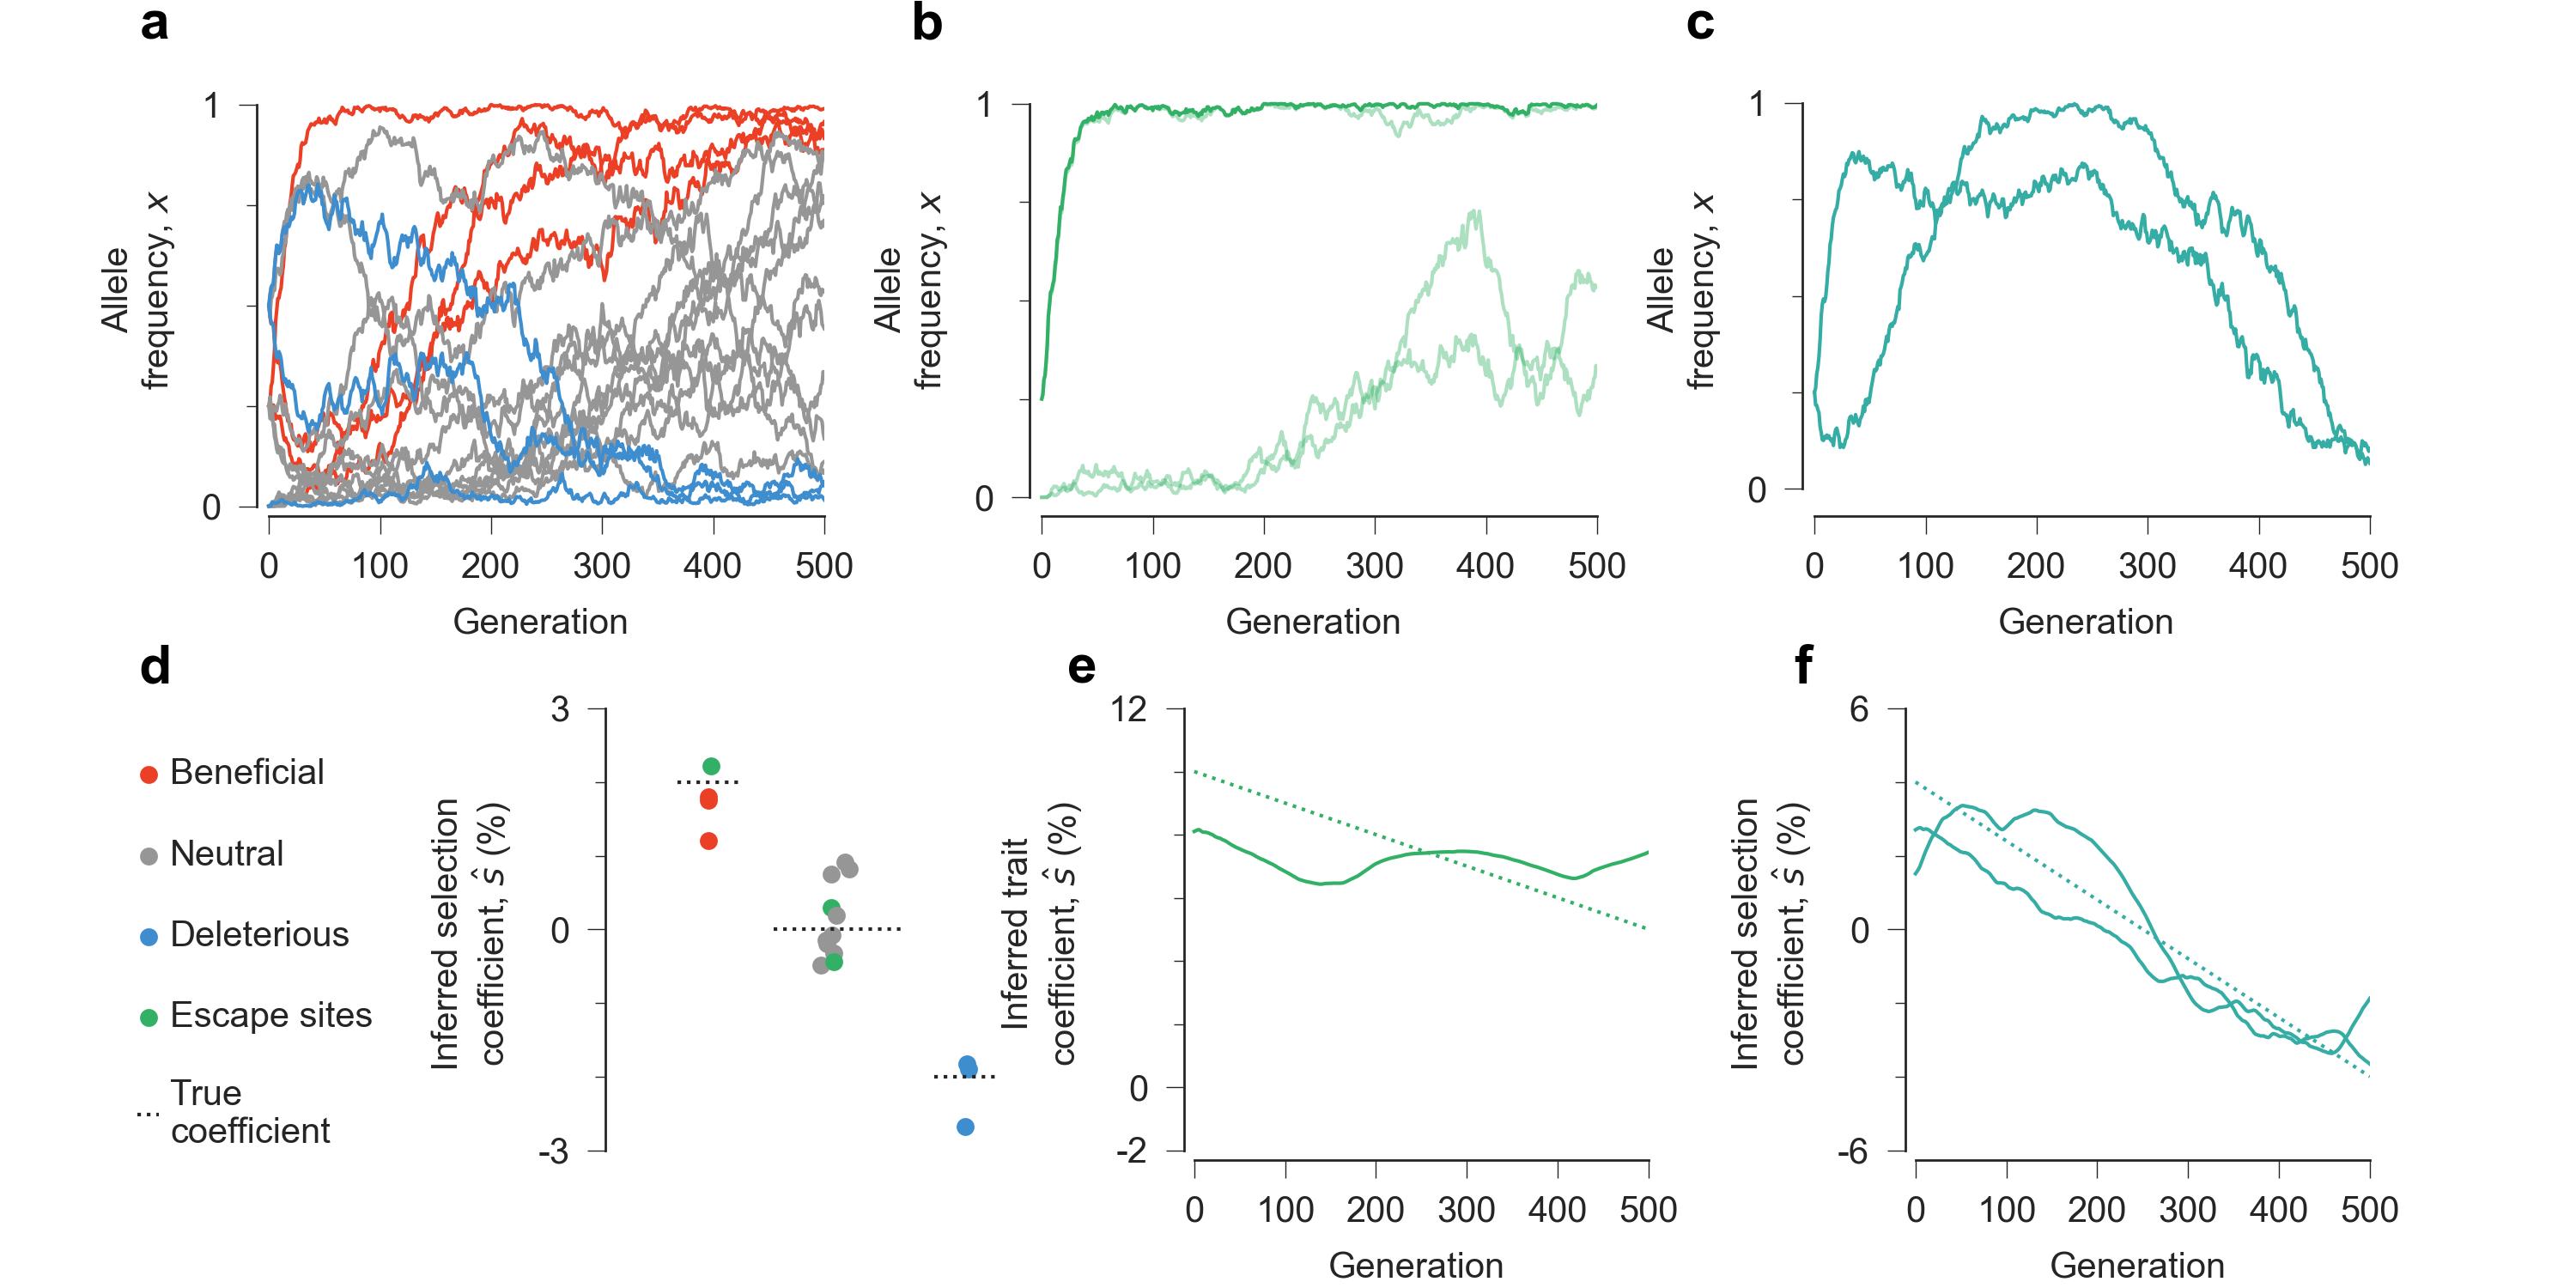 a
1
0
Allele
frequency, x
0 100 200 300 400 500
Generation
b
1
0
Allele
frequency, x
0 100 200 300 400 500
Generation
c
1
0
Allele
frequency, x
0 100 200 300 400 500
Generation
d
Beneficial
Neutral
Deleterious
Escape sites
True
coefficient
3
0
-3
Inferred selection
coefficient, ŝ (%)
e
12
0
-2
Inferred trait
coefficient, ŝ (%)
0 100 200 300 400 500
Generation
f
6
0
-6
Inferred selection
coefficient, ŝ (%)
0 100 200 300 400 500
Generation